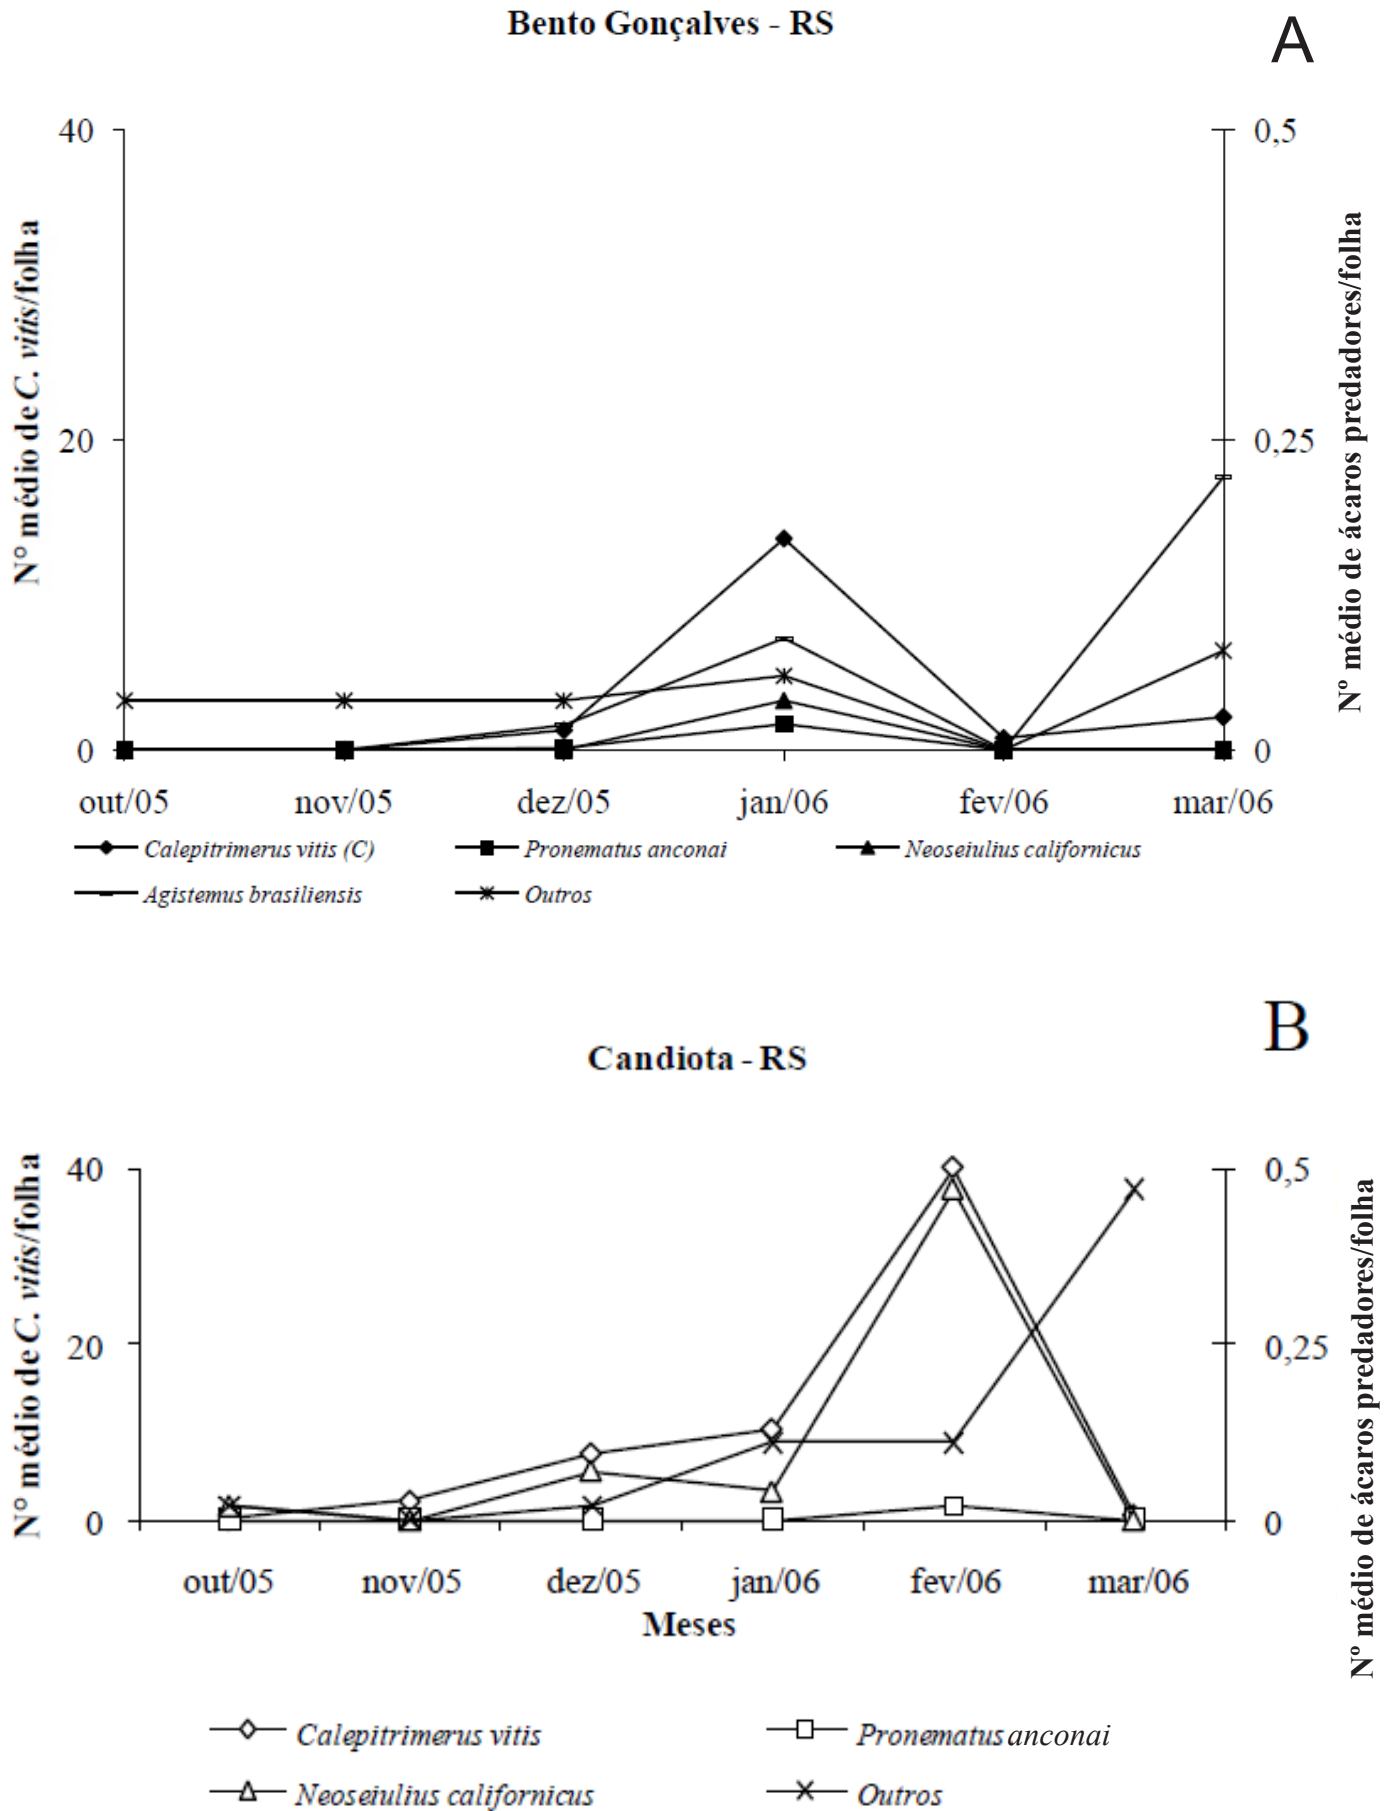 Bento Gonçalves - RS
A
N° médio de C. vitis/folha
40
20
0
0,5
0,25
0
Nº médio de ácaros predadores/folha
out/05 nov/05 dez/05 jan/06 fev/06 mar/06
Calepitrimerus vitis (C) Pronematus anconai Neoseiulius californicus
Agistemus brasiliensis Outros
B
Candiota - RS
N° médio de C. vitis/folha
40
20
0
0,5
0,25
0
Nº médio de ácaros predadores/folha
out/05 nov/05 dez/05 jan/06 fev/06 mar/06
Meses
Calepitrimerus vitis Pronematus anconai
Neoseiulius californicus Outros